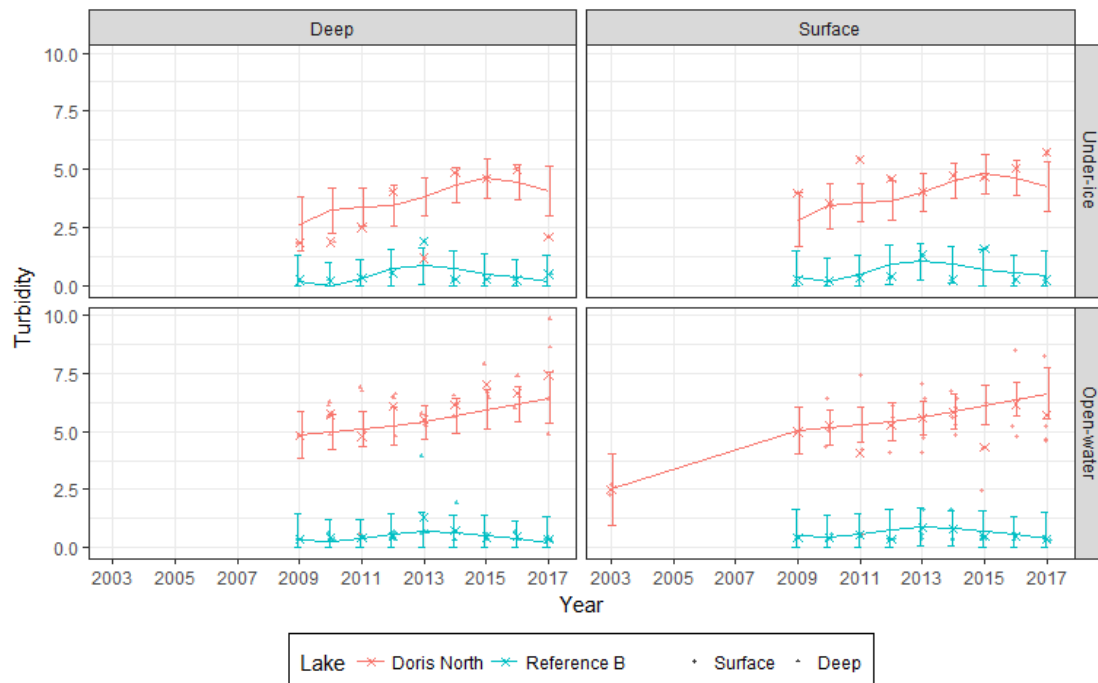 Deep Surface
10.0
7.5
5.0
2.5
0.0
Under-ice
10.0
7.5
5.0
2.5
0.0
Open-water
Turbidity
2003 2005 2007 2009 2011 2013 2015 2017 2003 2005 2007 2009 2011 2013 2015 2017
Year
Lake Doris North Reference B Surface Deep